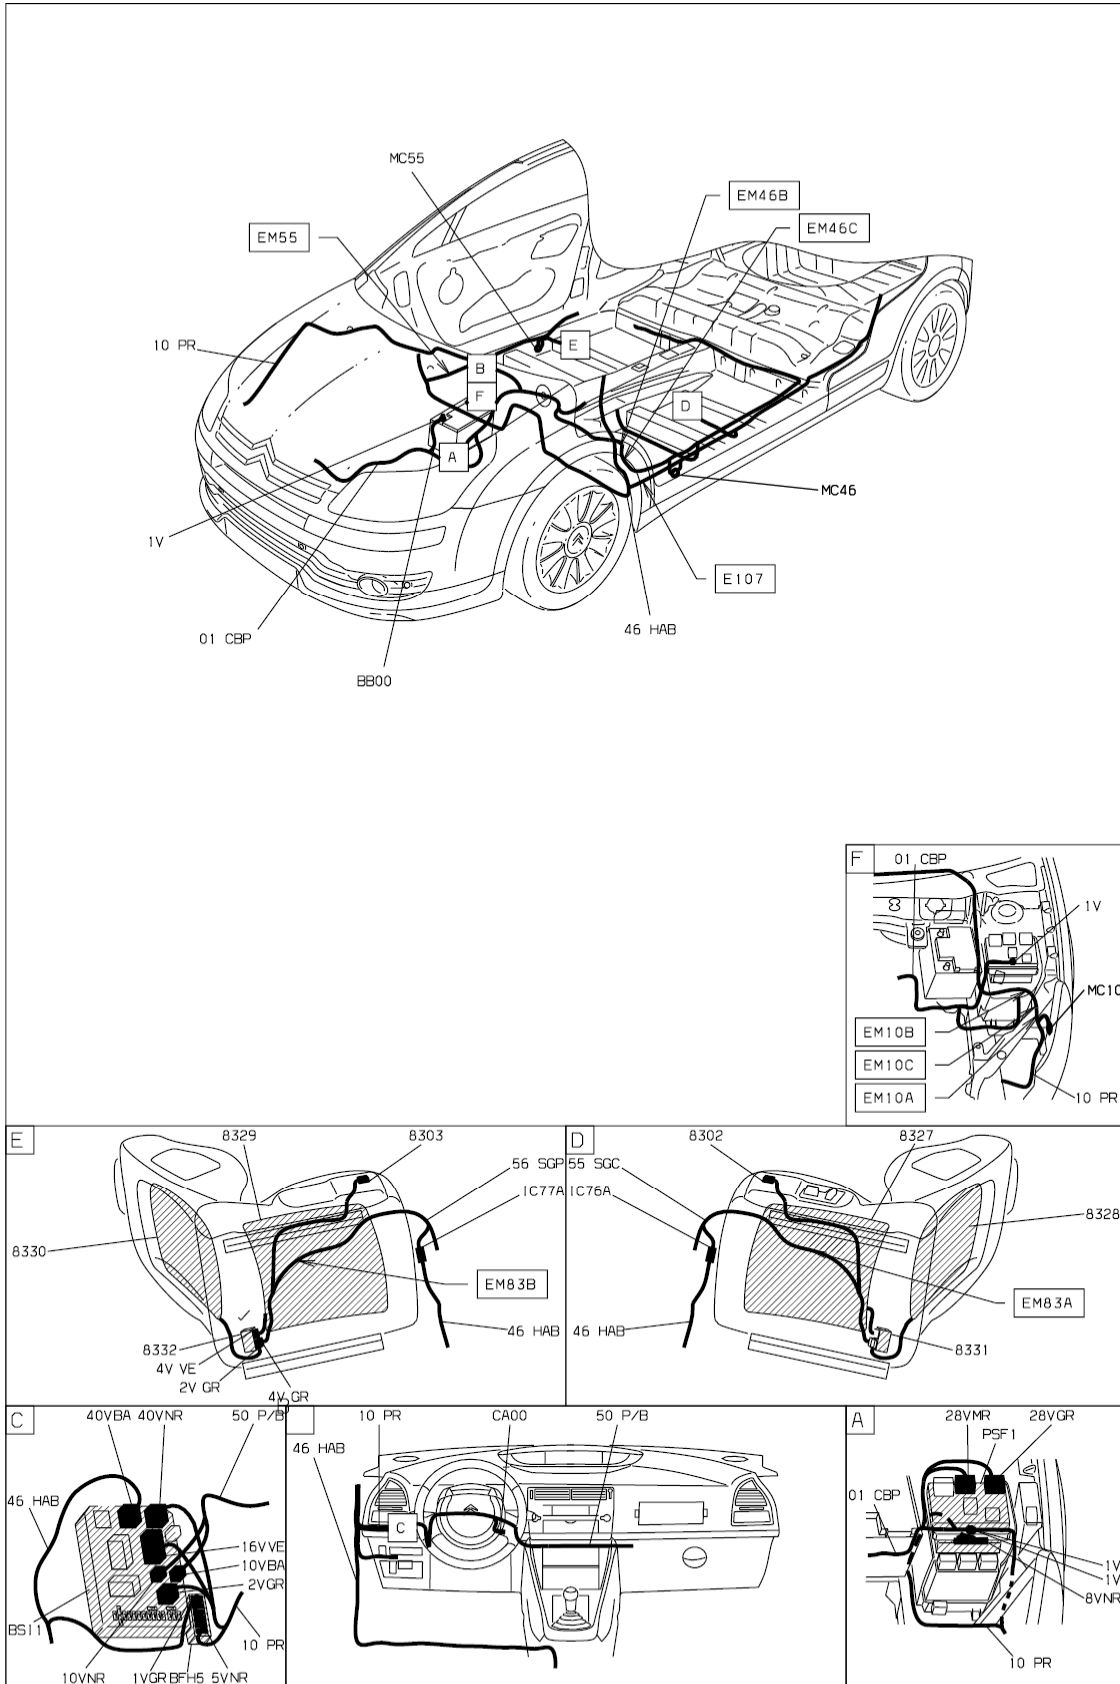 MC55
EM46B
EM46C
EM55
10 PR
B
E
F
D
A
MC46
1V
E107
01 CBP
46 HAB
BB00
F
01 CBP
1V
MC10
EM10B
EM10C
EM10A
10 PR
E
8329
8303
56 SGP
IC77A
8330
EM83B
46 HAB
8332
4V VE
2V GR
4V GR
D
8302
8327
55 SGC
IC76A
8328
EM83A
46 HAB
8331
C
40VBA
40VNR
50 P/B
46 HAB
16VVE
10VBA
2VGR
BSI1
10 PR
10VNR
1VGR
BFH5
5VNR
10 PR
CA00
50 P/B
46 HAB
C
A
28VMR
28VGR
PSF1
01 CBP
1V
1V
8VNR
10 PR